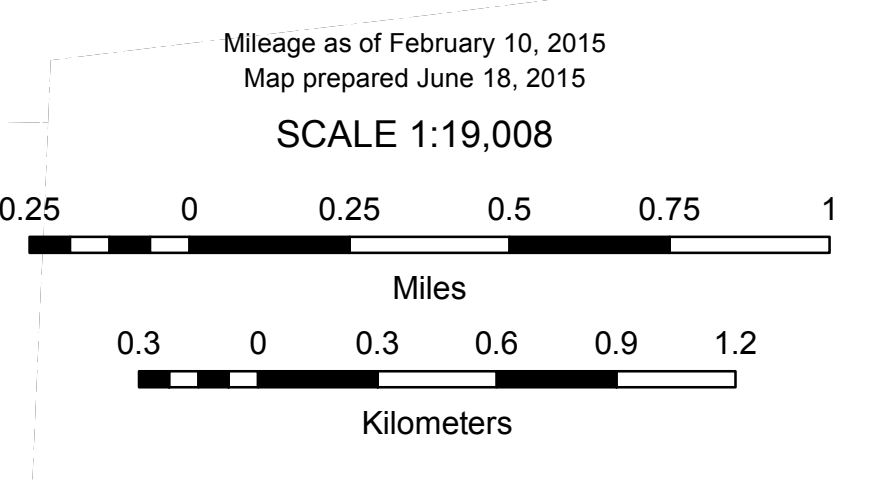 Mileage as of February 10, 2015
Map prepared June 18, 2015
SCALE 1:19,008
0.25 0 0.25 0.5 0.75 1
Miles
0.3 0 0.3 0.6 0.9 1.2
Kilometers